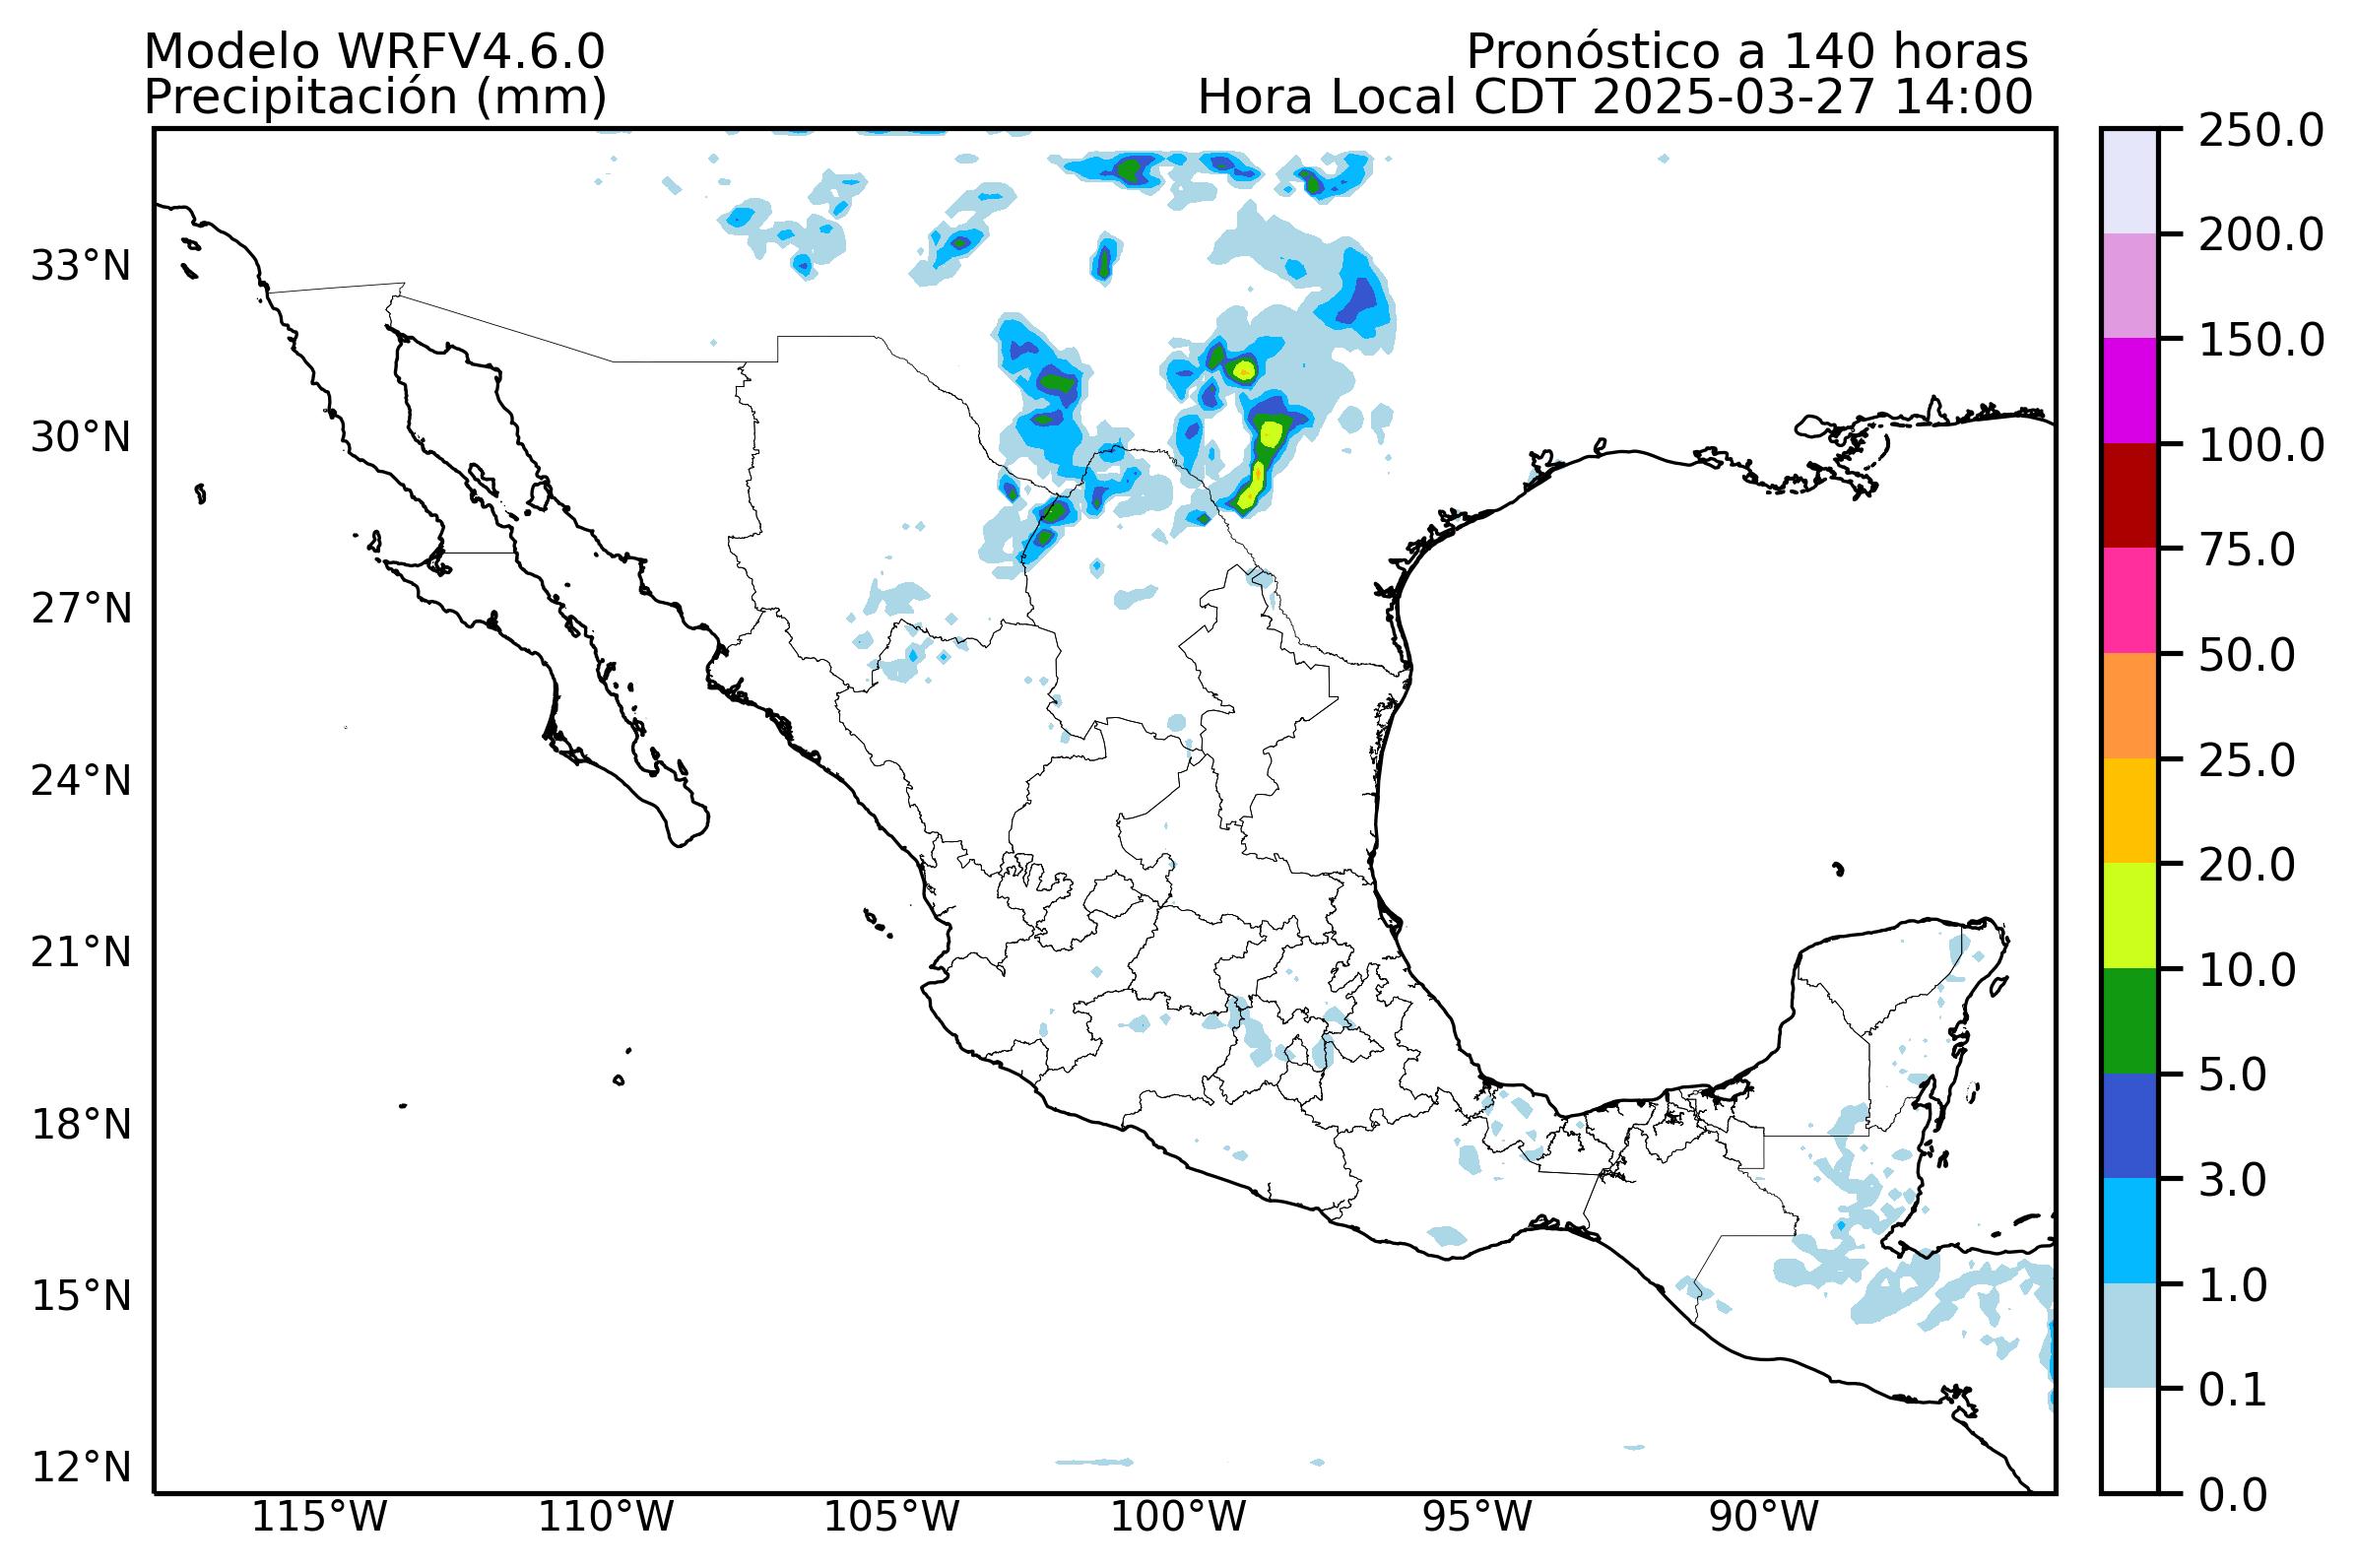 Modelo WRFV4.6.0
Precipitación (mm)
Pronóstico a 140 horas
Hora Local CDT 2025-03-27 14:00
33°N
30°N
27°N
24°N
21°N
18°N
15°N
12°N
115°W
110°W
105°W
100°W
95°W
90°W
250.0
200.0
150.0
100.0
75.0
50.0
25.0
20.0
10.0
5.0
3.0
1.0
0.1
0.0